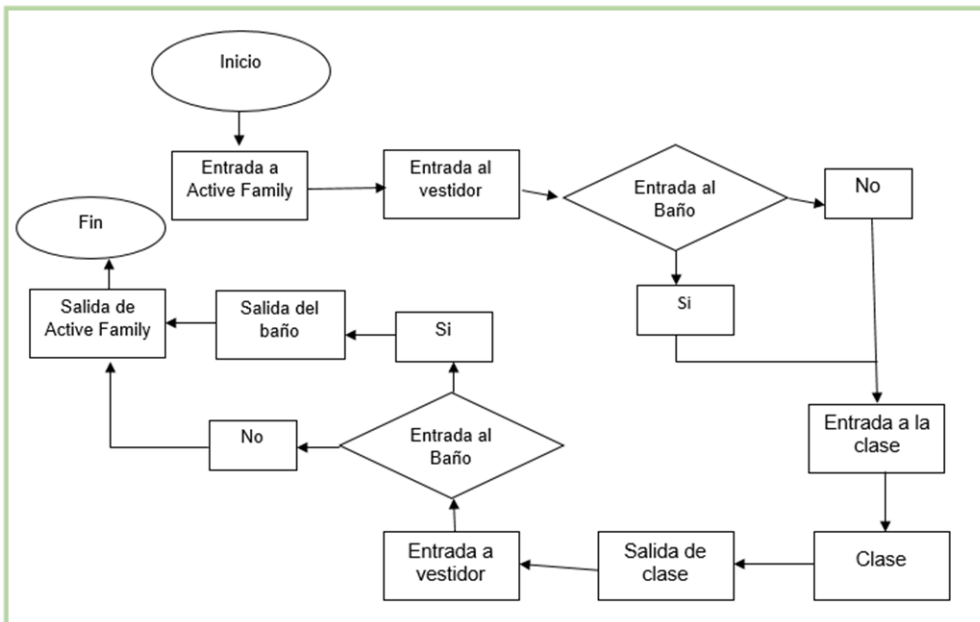 Inicio
Entrada a
Active Family
Entrada al
vestidor
Entrada al
Baño
No
Si
Entrada a la
clase
Clase
Salida de
clase
Entrada a
vestidor
Entrada al
Baño
Si
No
Salida del
baño
Salida de
Active Family
Fin